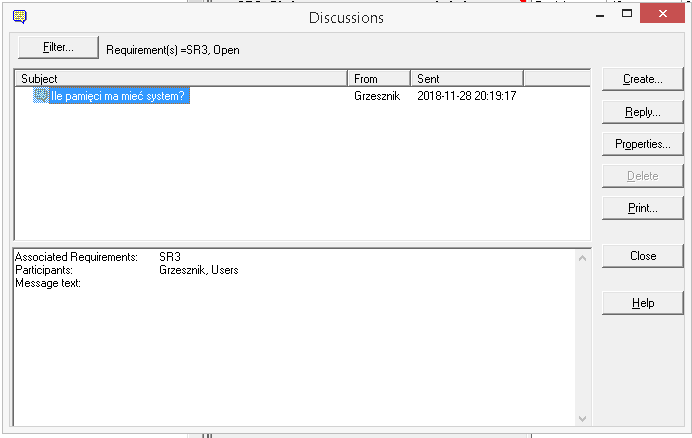 Discussions
Filter... Requirement(s) =SR3, Open
Subject From Sent
Ile pamięci ma mieć system? Grzesznik 2018-11-28 20:19:17
Create...
Reply...
Properties...
Delete
Print...
Close
Help
Associated Requirements: SR3
Participants: Grzesznik, Users
Message text: